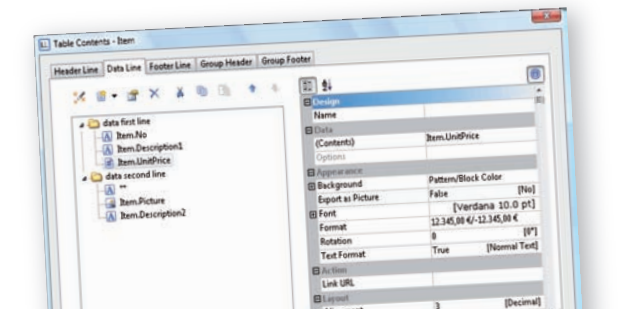 Table Contents - Item
Header Line Data Line Footer Line Group Header Group Footer
data first line
Item.No
Item.Description1
Item.UnitPrice
data second line
""
Item.Picture
Item.Description2
Design
Name
Data
(Contents) Item.UnitPrice
Options
Appearance
Background Pattern/Block Color
Export as Picture False [No]
Font [Verdana 10.0 pt]
Format 12.345,00 €/-12.345,00 €
Rotation 0 [0°]
Text Format True [Normal Text]
Action
Link URL
Layout
3 [Decimal]